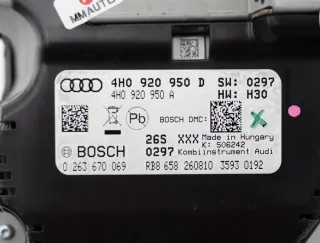 MMAUTO
4H0 920 950 D SW: 0297
4H0 920 950 A HW: H30
Pb BOSCH DMC:
26S XXX Made in Hungary
K: 506242
BOSCH 0297 Kombiinstrument Audi
0 263 670 069 RB8 658 260810 3593 0192